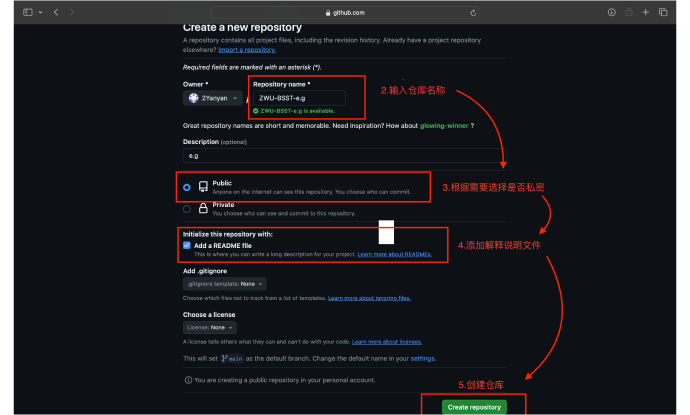 github.com
Create a new repository
A repository contains all project files, including the revision history. Already have a project repository
elsewhere? Import a repository.
Required fields are marked with an asterisk (*).
Owner *
Repository name *
2Yanyan
/
ZWU-BSST-e.g
ZWU-BSST-e.g is available.
2.输入仓库名称
Great repository names are short and memorable. Need inspiration? How about glowing-winner ?
Description (optional)
e.g
Public
Anyone on the internet can see this repository. You choose who can commit.
3.根据需要选择是否私密
Private
You choose who can see and commit to this repository.
Initialize this repository with:
Add a README file
This is where you can write a long description for your project. Learn more about READMEs.
4.添加解释说明文件
Add .gitignore
.gitignore template: None
Choose which files not to track from a list of templates. Learn more about ignoring files.
Choose a license
License: None
A license tells others what they can and can't do with your code. Learn more about licenses.
This will set main as the default branch. Change the default name in your settings.
You are creating a public repository in your personal account.
5.创建仓库
Create repository